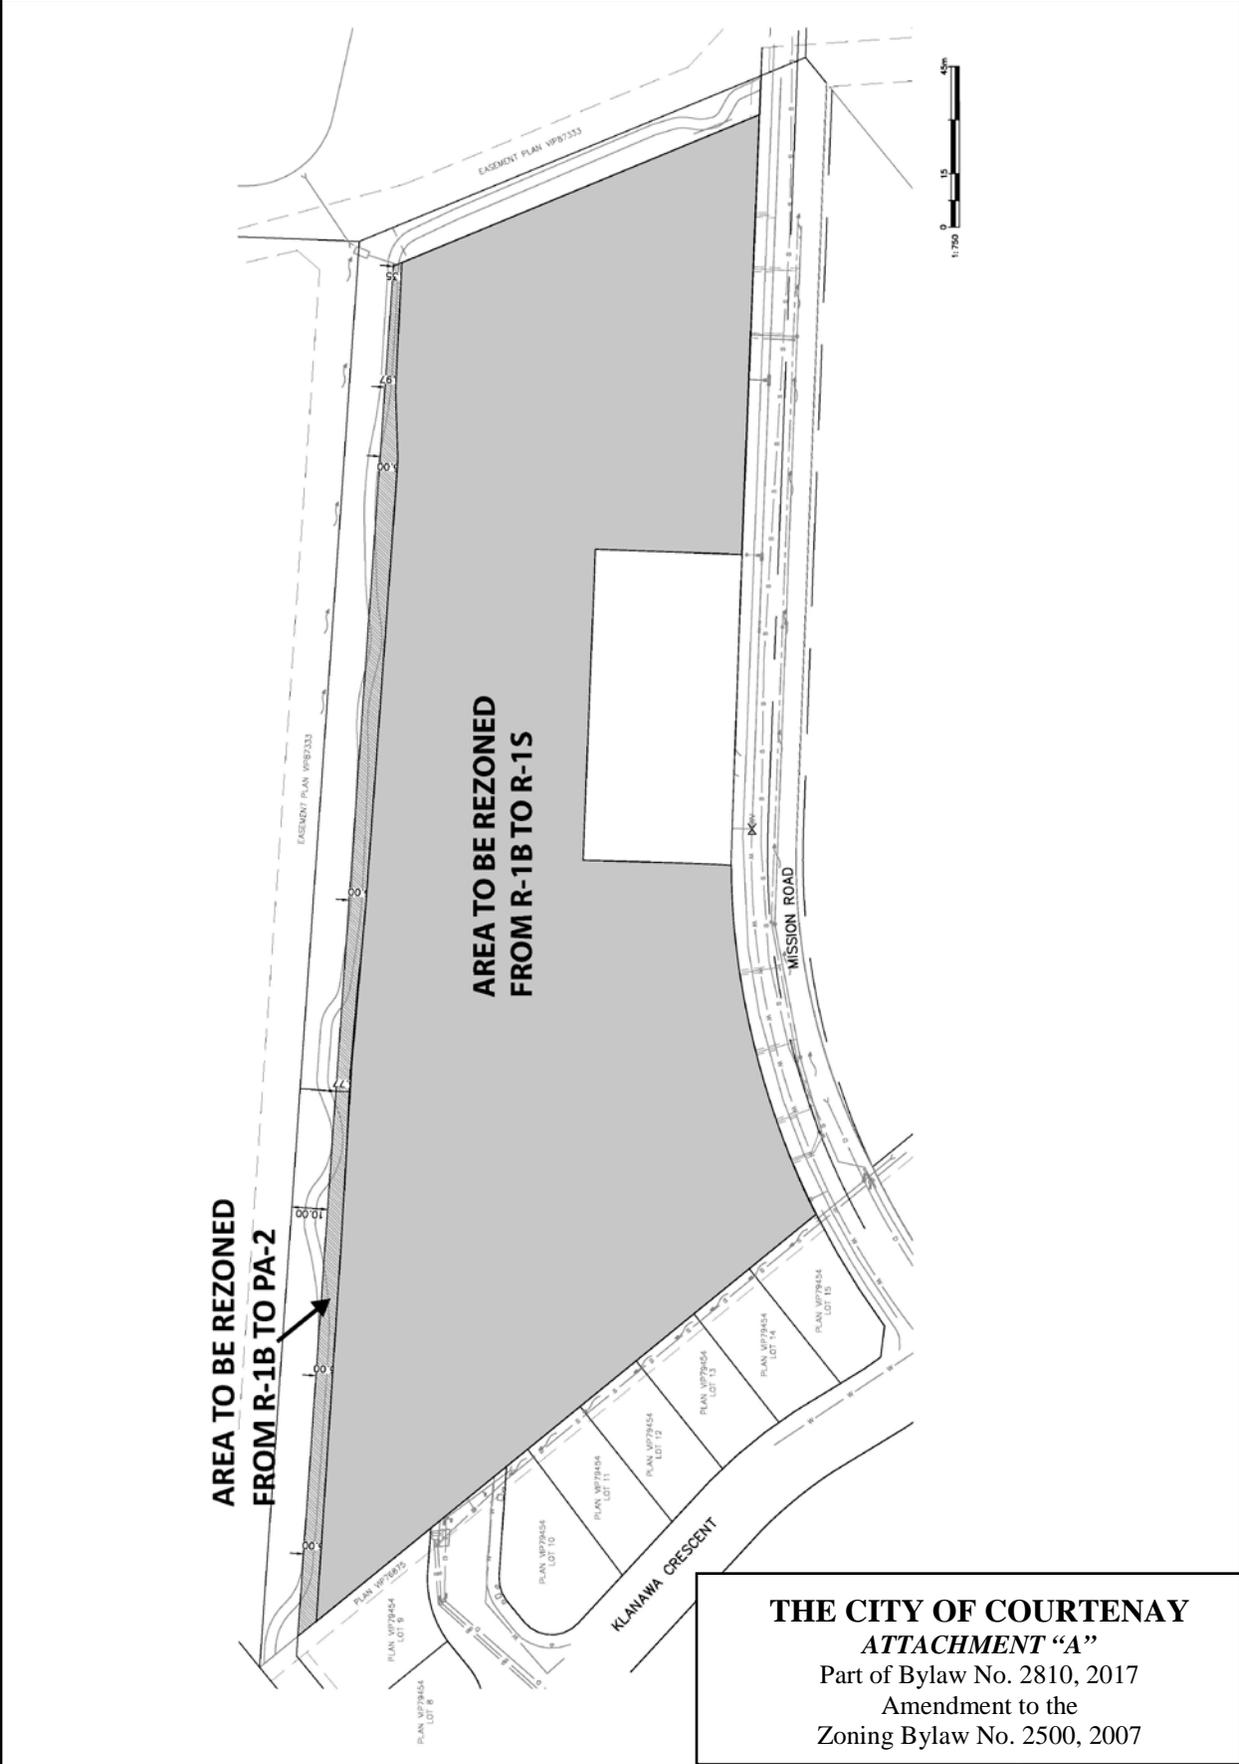 EASEMENT PLAN VIP87333
45m
15
0
1:750
EASEMENT PLAN VIP87333
AREA TO BE REZONED
FROM R-1B TO R-1S
MISSION ROAD
AREA TO BE REZONED
FROM R-1B TO PA-2
10.00
PLAN VIP76875
PLAN VIP79454
LOT 8
PLAN VIP79454
LOT 9
PLAN VIP79454
LOT 10
PLAN VIP79454
LOT 11
PLAN VIP79454
LOT 12
PLAN VIP79454
LOT 13
PLAN VIP79454
LOT 14
PLAN VIP79454
LOT 15
KLANAWA CRESCENT
THE CITY OF COURTENAY
ATTACHMENT “A”
Part of Bylaw No. 2810, 2017
Amendment to the
Zoning Bylaw No. 2500, 2007